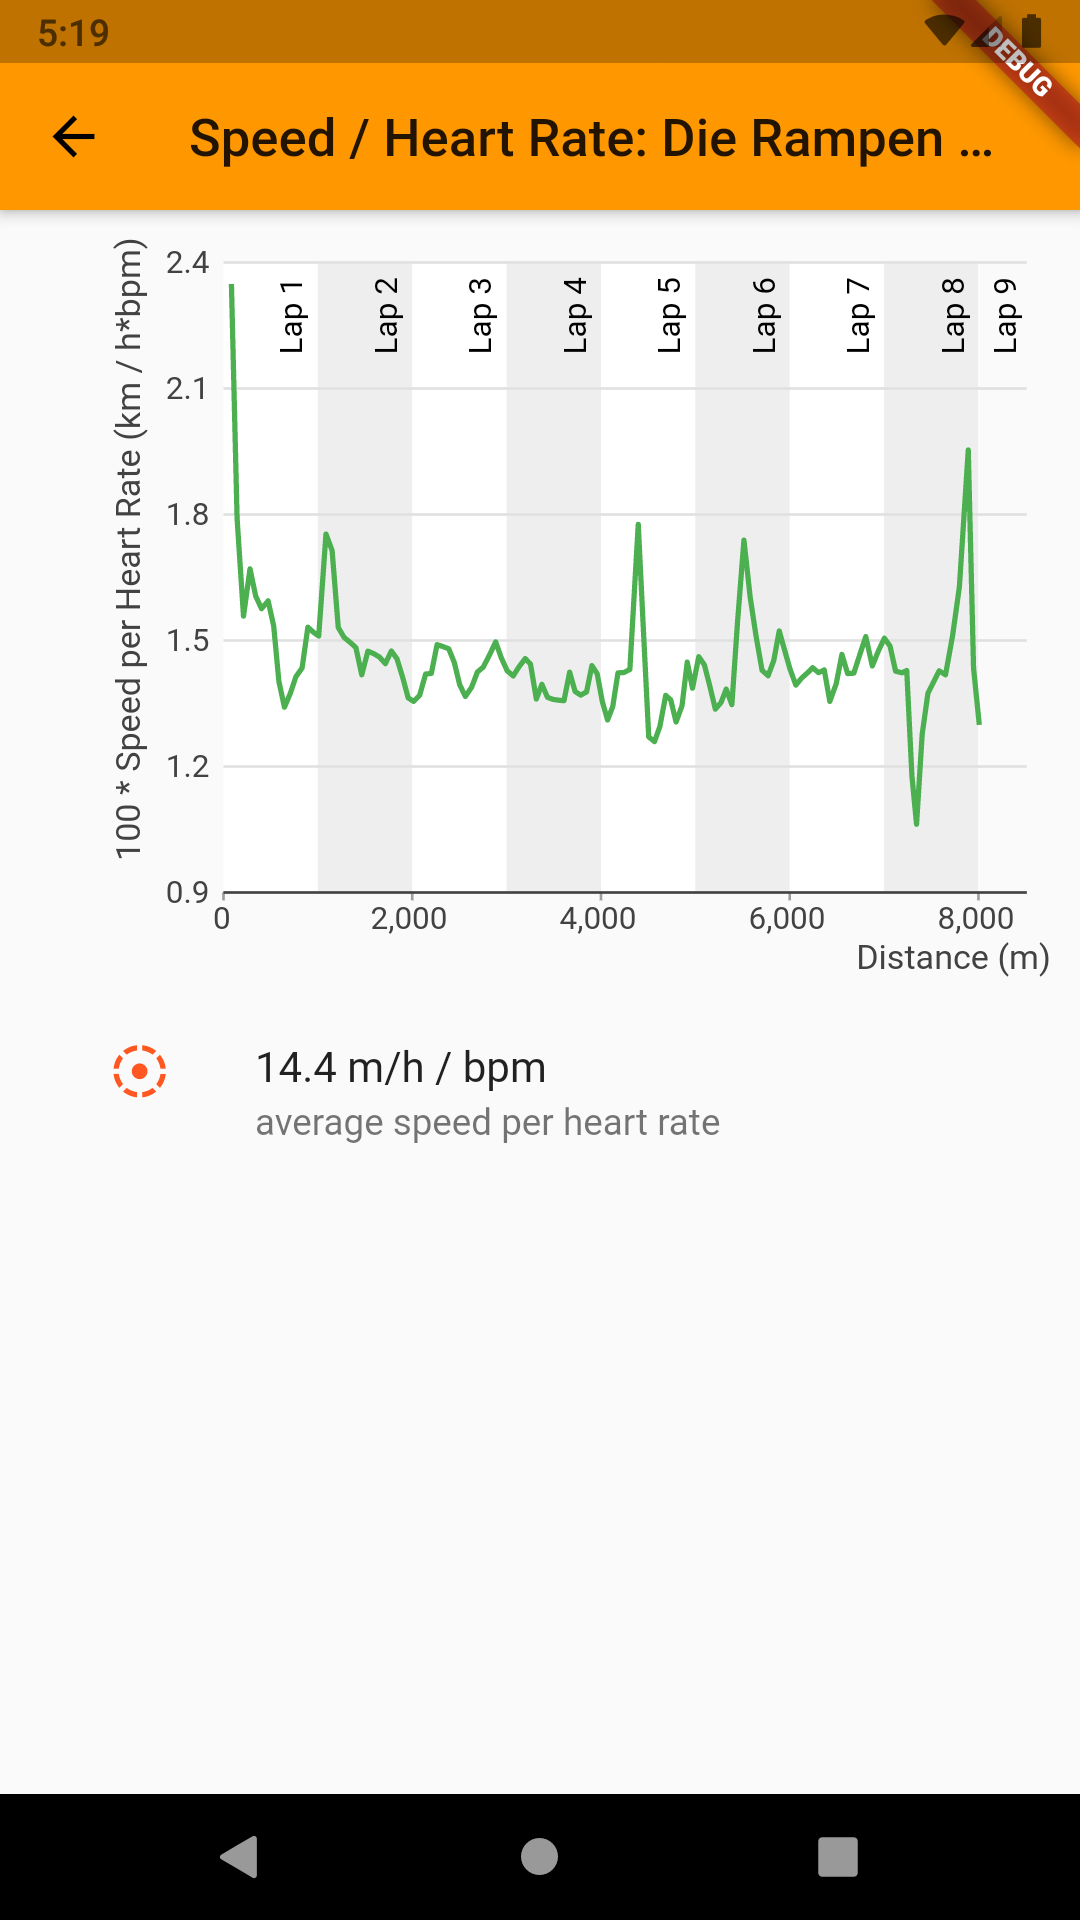 5:19
DEBUG
Speed / Heart Rate: Die Rampen ...
100 * Speed per Heart Rate (km / h*bpm)
2.4
2.1
1.8
1.5
1.2
0.9
Lap 1
Lap 2
Lap 3
Lap 4
Lap 5
Lap 6
Lap 7
Lap 8
Lap 9
0
2,000
4,000
6,000
8,000
Distance (m)
14.4 m/h / bpm
average speed per heart rate